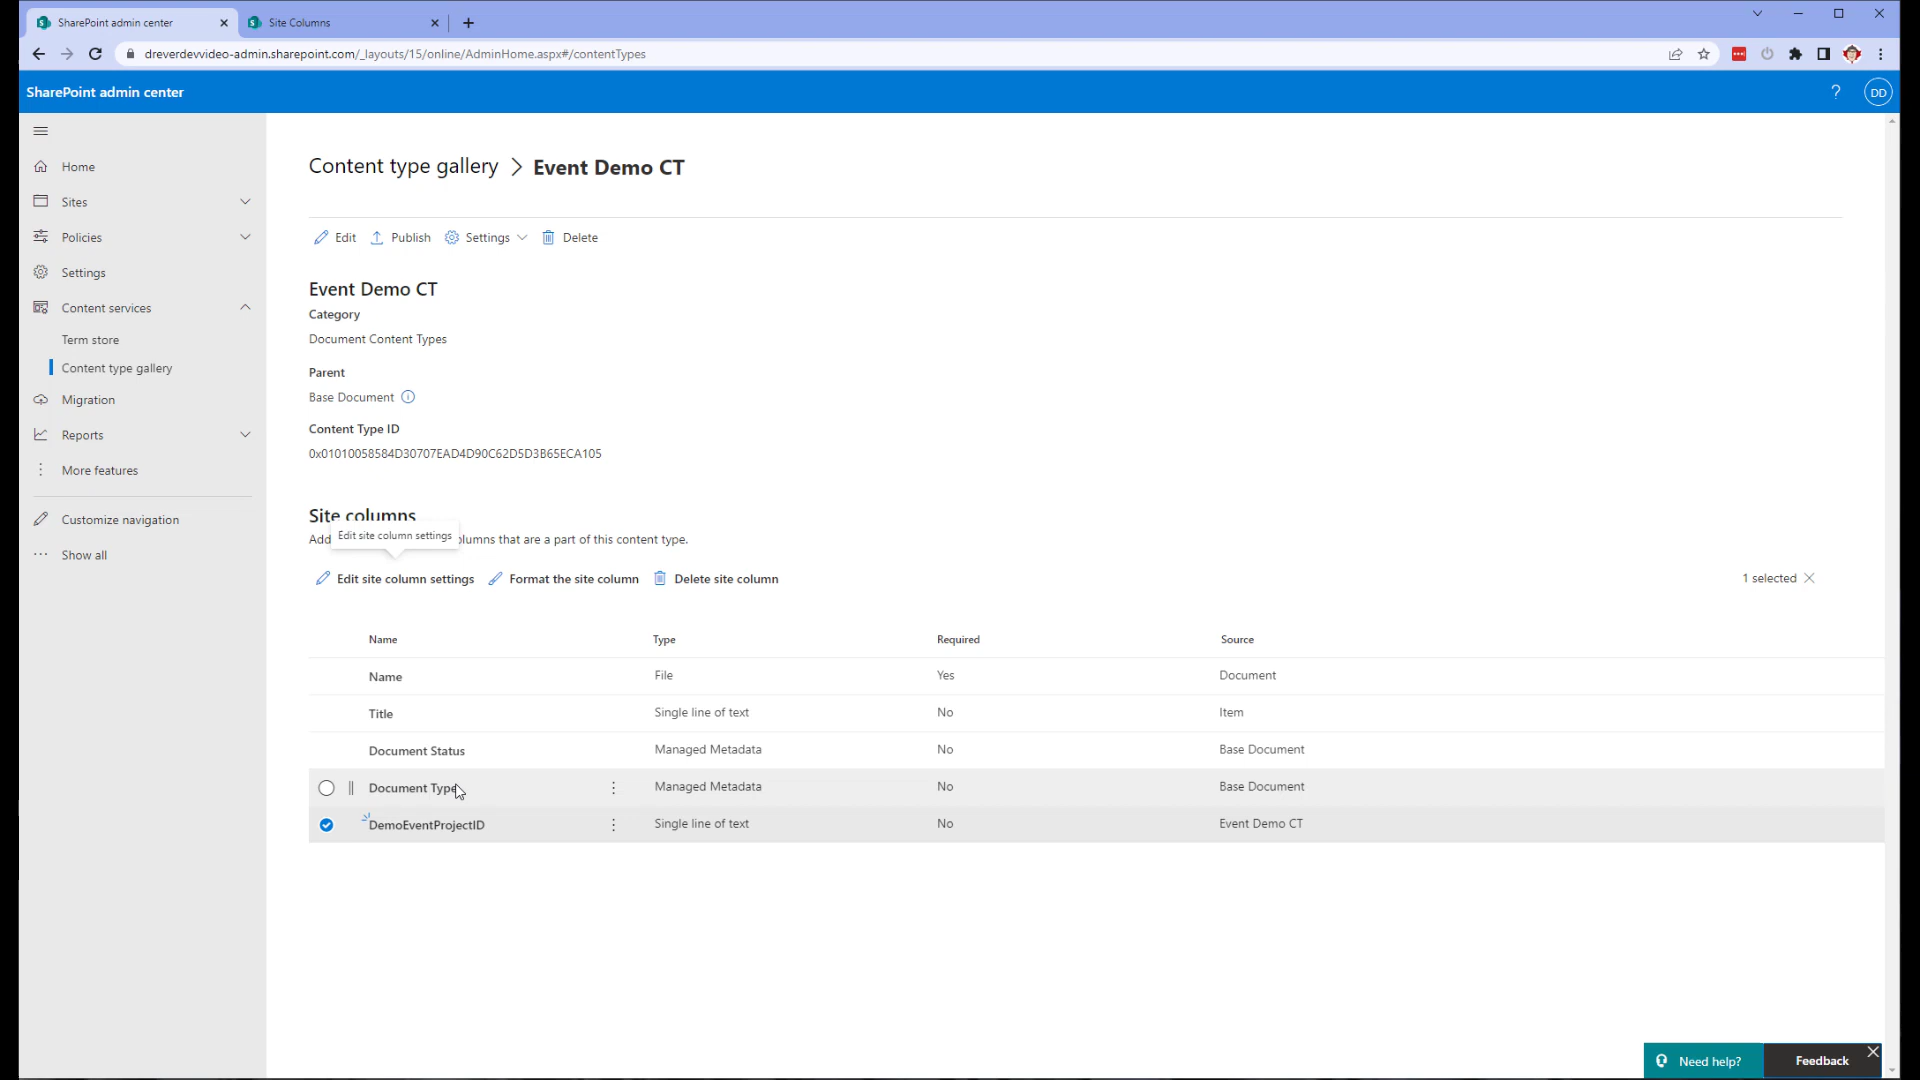 SharePoint admin center
Site Columns
dreverdevvideo-admin.sharepoint.com/_layouts/15/online/AdminHome.aspx#/contentTypes
SharePoint admin center
?
DD
Home
Sites
Policies
Settings
Content services
Term store
Content type gallery
Migration
Reports
More features
Customize navigation
Show all
Content type gallery > Event Demo CT
Edit Publish Settings Delete
Event Demo CT
Category
Document Content Types
Parent
Base Document
Content Type ID
0x01010058584D30707EAD4D90C62D5D3B65ECA105
Site columns
Edit site column settings
Add olumns that are a part of this content type.
Edit site column settings Format the site column Delete site column 1 selected
Name Type Required Source
Name File Yes Document
Title Single line of text No Item
Document Status Managed Metadata No Base Document
Document Type Managed Metadata No Base Document
DemoEventProjectID Single line of text No Event Demo CT
Need help? Feedback